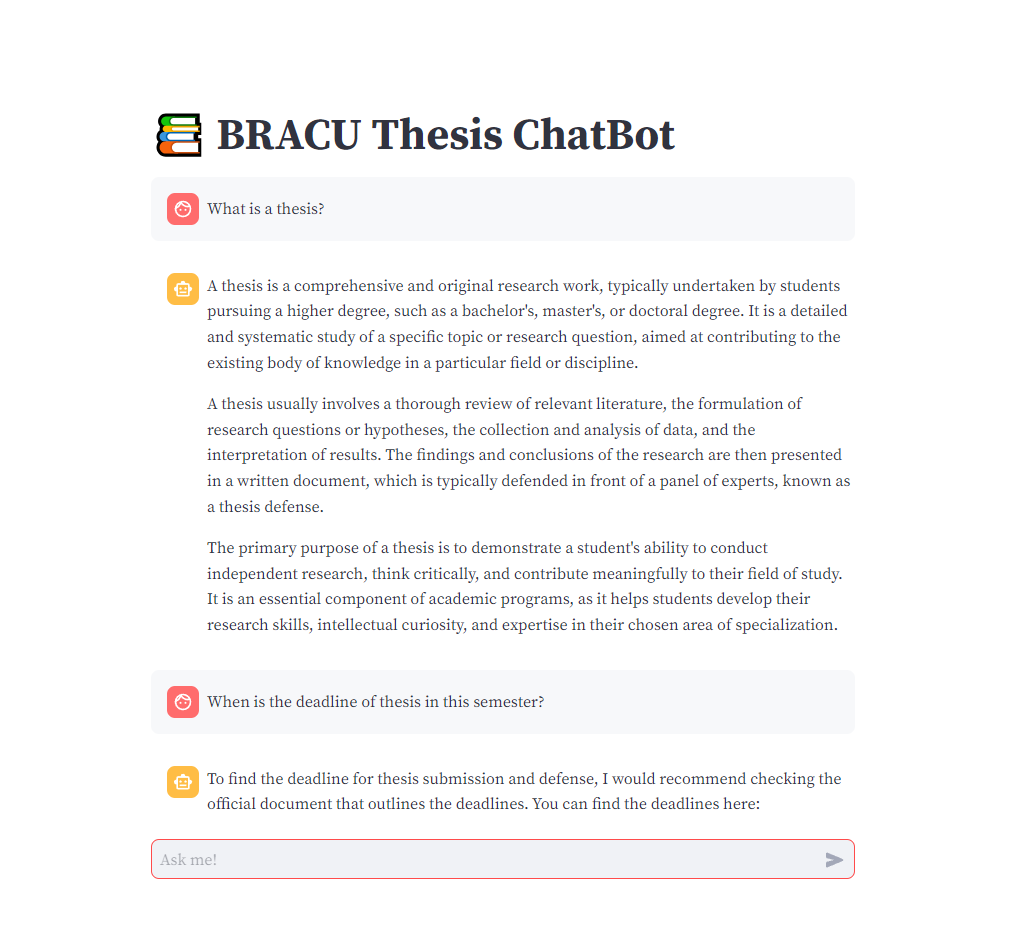 BRACU Thesis ChatBot
What is a thesis?
A thesis is a comprehensive and original research work, typically undertaken by students
pursuing a higher degree, such as a bachelor's, master's, or doctoral degree. It is a detailed
and systematic study of a specific topic or research question, aimed at contributing to the
existing body of knowledge in a particular field or discipline.
A thesis usually involves a thorough review of relevant literature, the formulation of
research questions or hypotheses, the collection and analysis of data, and the
interpretation of results. The findings and conclusions of the research are then presented
in a written document, which is typically defended in front of a panel of experts, known as
a thesis defense.
The primary purpose of a thesis is to demonstrate a student's ability to conduct
independent research, think critically, and contribute meaningfully to their field of study.
It is an essential component of academic programs, as it helps students develop their
research skills, intellectual curiosity, and expertise in their chosen area of specialization.
When is the deadline of thesis in this semester?
To find the deadline for thesis submission and defense, I would recommend checking the
official document that outlines the deadlines. You can find the deadlines here:
Ask me!